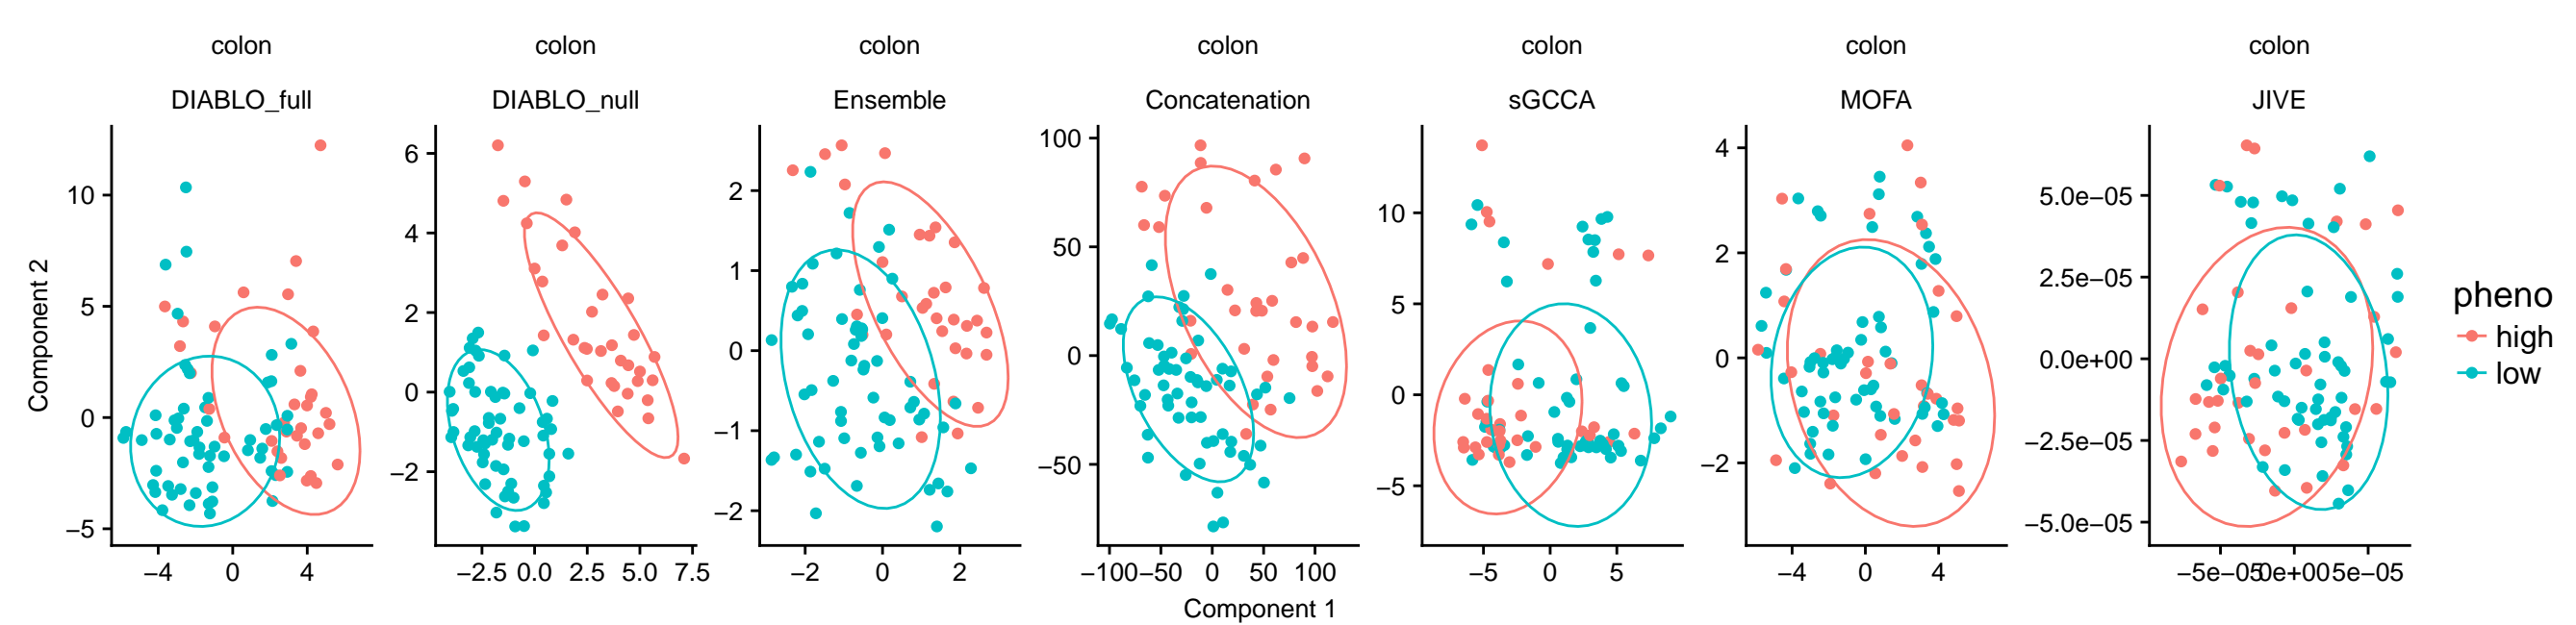 colon colon colon colon colon colon colon
DIABLO_full DIABLO_null Ensemble Concatenation sGCCA MOFA JIVE
Component 2
10
5
0
−5
−4 0 4
6
4
2
0
−2
−2.5 0.0 2.5 5.0 7.5
2
1
0
−1
−2
−2 0 2
100
50
0
−50
−100 −50 0 50 100
10
5
0
−5
−5 0 5
4
2
0
−2
−4 0 4
5.0e−05
2.5e−05
0.0e+00
−2.5e−05
−5.0e−05
−5e−05 0e+00 5e−05
Component 1
pheno
high
low